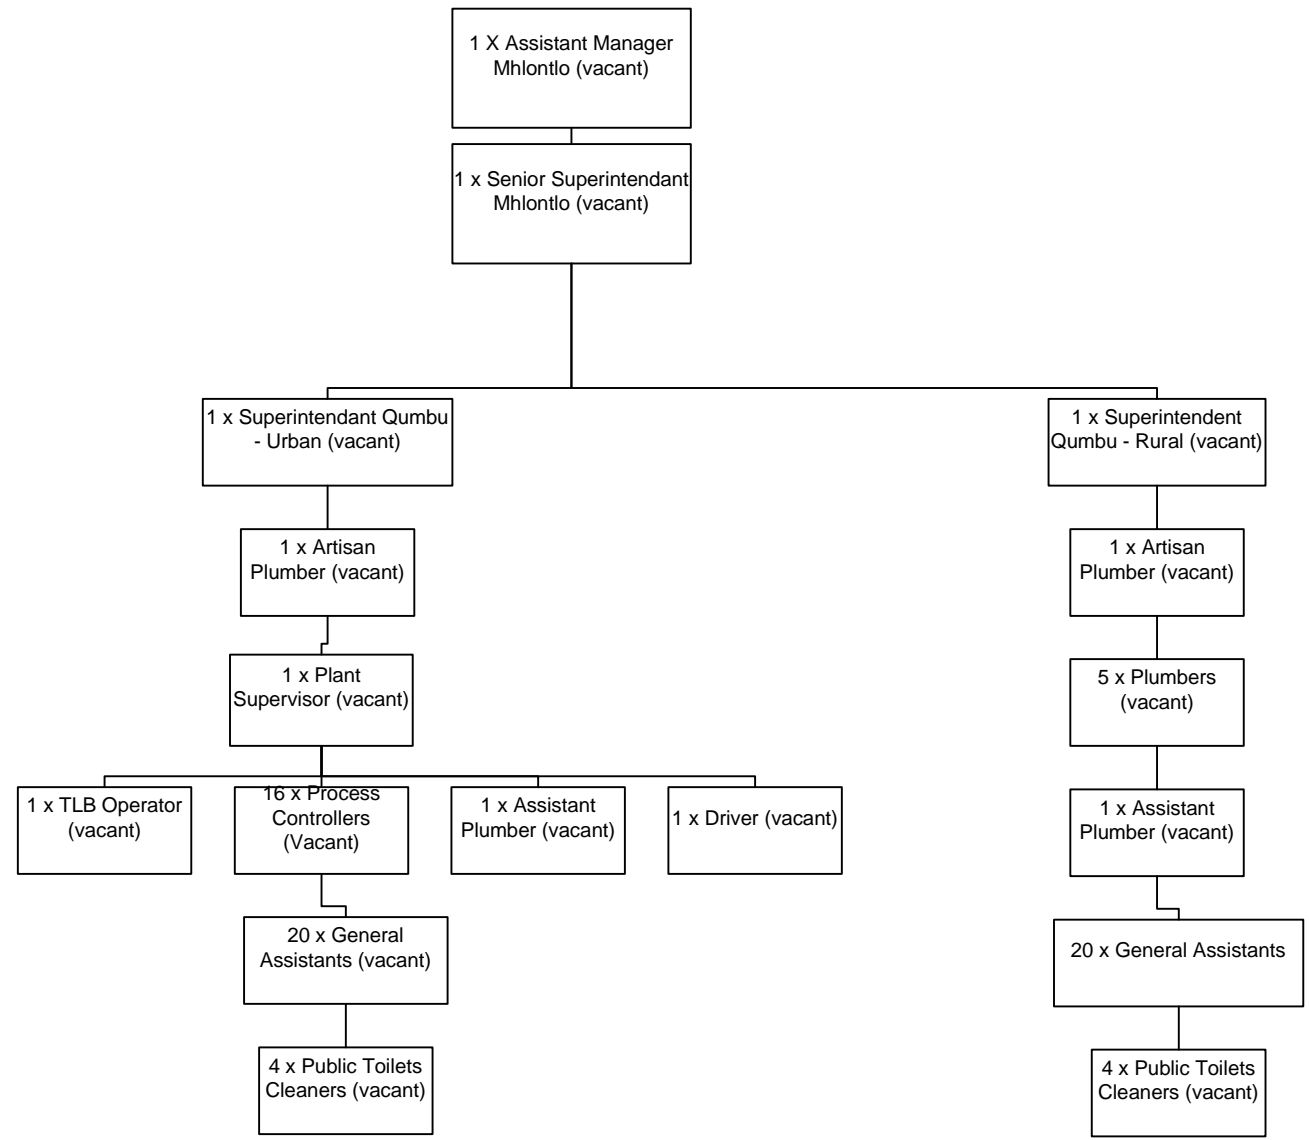 1 X Assistant Manager
Mhlontlo (vacant)
1 x Senior Superintendant
Mhlontlo (vacant)
1 x Superintendant Qumbu
- Urban (vacant)
1 x Superintendent
Qumbu - Rural (vacant)
1 x Artisan
Plumber (vacant)
1 x Artisan
Plumber (vacant)
1 x Plant
Supervisor (vacant)
5 x Plumbers
(vacant)
1 x TLB Operator
(vacant)
16 x Process
Controllers
(Vacant)
1 x Assistant
Plumber (vacant)
1 x Driver (vacant)
1 x Assistant
Plumber (vacant)
20 x General
Assistants (vacant)
20 x General Assistants
4 x Public Toilets
Cleaners (vacant)
4 x Public Toilets
Cleaners (vacant)